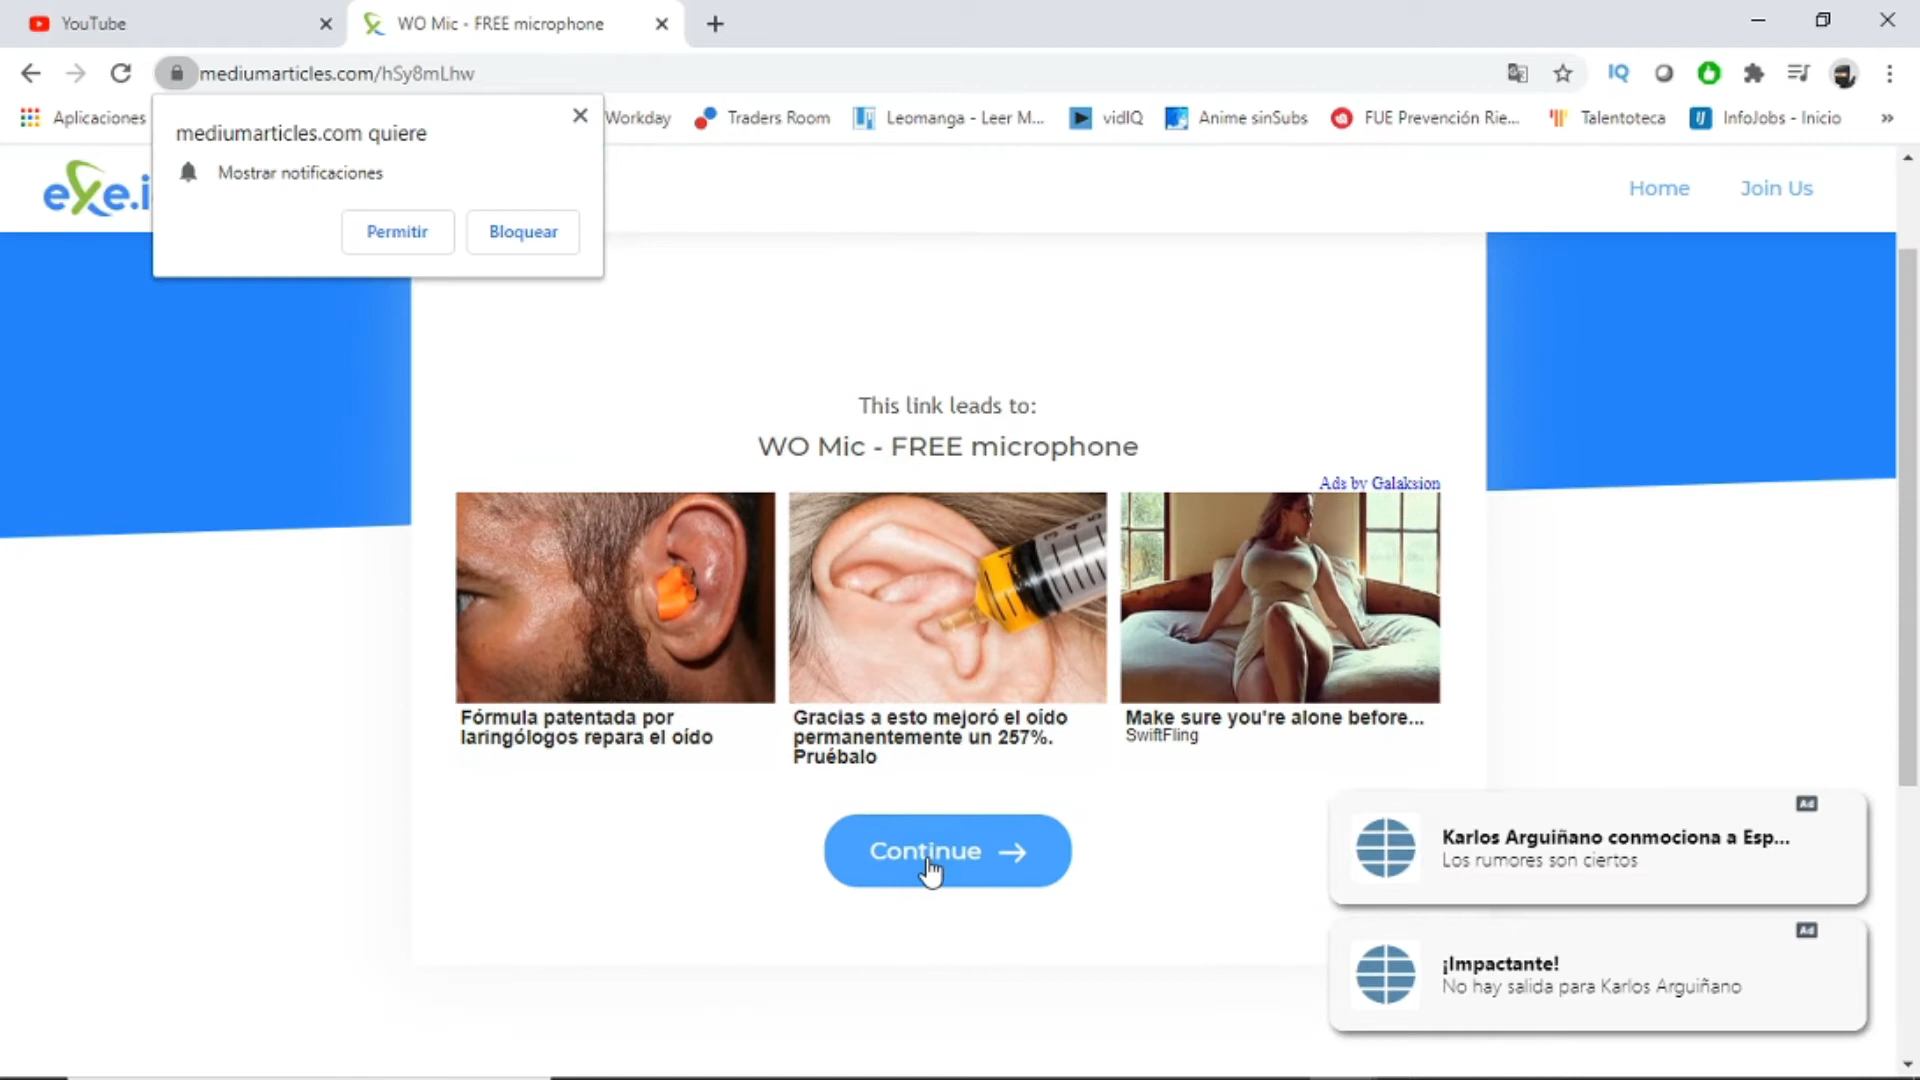 YouTube
WO Mic - FREE microphone
mediumarticles.com/hSy8mLhw
IQ
Aplicaciones
Workday
Traders Room
Leomanga - Leer M...
vidIQ
Anime sinSubs
FUE Prevención Rie...
Talentoteca
InfoJobs - Inicio
»
mediumarticles.com quiere
Mostrar notificaciones
Permitir
Bloquear
exe.i
Home
Join Us
This link leads to:
WO Mic - FREE microphone
Ads by Galaksion
Fórmula patentada por
laringólogos repara el oído
Gracias a esto mejoró el oído
permanentemente un 257%.
Pruébalo
Make sure you're alone before...
SwiftFling
Continue →
Ad
Karlos Arguiñano conmociona a Esp...
Los rumores son ciertos
Ad
¡Impactante!
No hay salida para Karlos Arguiñano